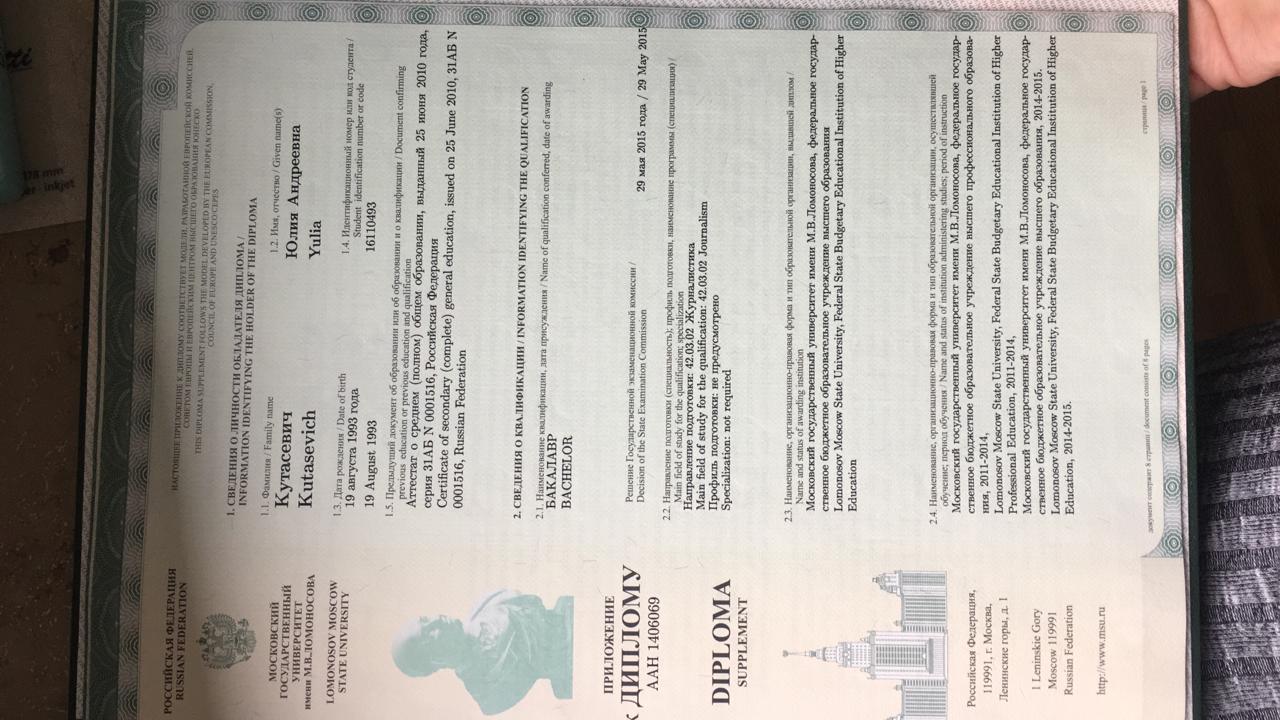 РОССИЙСКАЯ ФЕДЕРАЦИЯ
RUSSIAN FEDERATION
МОСКОВСКИЙ
ГОСУДАРСТВЕННЫЙ
УНИВЕРСИТЕТ
имени М.В.ЛОМОНОСОВА
LOMONOSOV MOSCOW
STATE UNIVERSITY
ПРИЛОЖЕНИЕ
к ДИПЛОМУ
ААН 1406069
DIPLOMA
SUPPLEMENT
Российская Федерация,
119991, г. Москва,
Ленинские горы, д. 1
1 Leninskie Gory
Moscow 119991
Russian Federation
http://www.msu.ru
НАСТОЯЩЕЕ ПРИЛОЖЕНИЕ К ДИПЛОМУ СООТВЕТСТВУЕТ МОДЕЛИ, РАЗРАБОТАННОЙ ЕВРОПЕЙСКОЙ КОМИССИЕЙ,
СОВЕТОМ ЕВРОПЫ И ЕВРОПЕЙСКИМ ЦЕНТРОМ ВЫСШЕГО ОБРАЗОВАНИЯ ЮНЕСКО
THIS DIPLOMA SUPPLEMENT FOLLOWS THE MODEL DEVELOPED BY THE EUROPEAN COMMISSION,
COUNCIL OF EUROPE AND UNESCO/CEPES
1. СВЕДЕНИЯ О ЛИЧНОСТИ ОБЛАДАТЕЛЯ ДИПЛОМА /
INFORMATION IDENTIFYING THE HOLDER OF THE DIPLOMA
1.1. Фамилия / Family name
Кутасевич
Kutasevich
1.2. Имя, отчество / Given name(s)
Юлия Андреевна
Yulia
1.3. Дата рождения / Date of birth
19 августа 1993 года
19 August 1993
1.4. Идентификационный номер или код студента /
Student identification number or code
16110493
1.5. Предыдущий документ об образовании или об образовании и о квалификации / Document confirming
previous education or previous education and qualification
Аттестат о среднем (полном) общем образовании, выданный 25 июня 2010 года,
серия 31АБ N 0001516, Российская Федерация
Certificate of secondary (complete) general education, issued on 25 June 2010, 31АБ N
0001516, Russian Federation
2. СВЕДЕНИЯ О КВАЛИФИКАЦИИ / INFORMATION IDENTIFYING THE QUALIFICATION
2.1. Наименование квалификации, дата присуждения / Name of qualification conferred, date of awarding
БАКАЛАВР
BACHELOR
Решение Государственной экзаменационной комиссии /
Decision of the State Examination Commission
29 мая 2015 года / 29 May 2015
2.2. Направление подготовки (специальность); профиль подготовки, наименование программы (специализация) /
Main field of study for the qualification; specialization
Направление подготовки: 42.03.02 Журналистика
Main field of study for the qualification: 42.03.02 Journalism
Профиль подготовки: не предусмотрено
Specialization: not required
2.3. Наименование, организационно-правовая форма и тип образовательной организации, выдавшей диплом /
Name and status of awarding institution
Московский государственный университет имени М.В.Ломоносова, федеральное государ-
ственное бюджетное образовательное учреждение высшего образования
Lomonosov Moscow State University, Federal State Budgetary Educational Institution of Higher
Education
2.4. Наименование, организационно-правовая форма и тип образовательной организации, осуществлявшей
обучение; период обучения / Name and status of institution administering studies; period of instruction
Московский государственный университет имени М.В.Ломоносова, федеральное государ-
ственное бюджетное образовательное учреждение высшего профессионального образова-
ния, 2011-2014,
Lomonosov Moscow State University, Federal State Budgetary Educational Institution of Higher
Professional Education, 2011-2014,
Московский государственный университет имени М.В.Ломоносова, федеральное государ-
ственное бюджетное образовательное учреждение высшего образования, 2014-2015.
Lomonosov Moscow State University, Federal State Budgetary Educational Institution of Higher
Education, 2014-2015.
документ содержит 8 страниц / document consists of 8 pages
страница / page 1